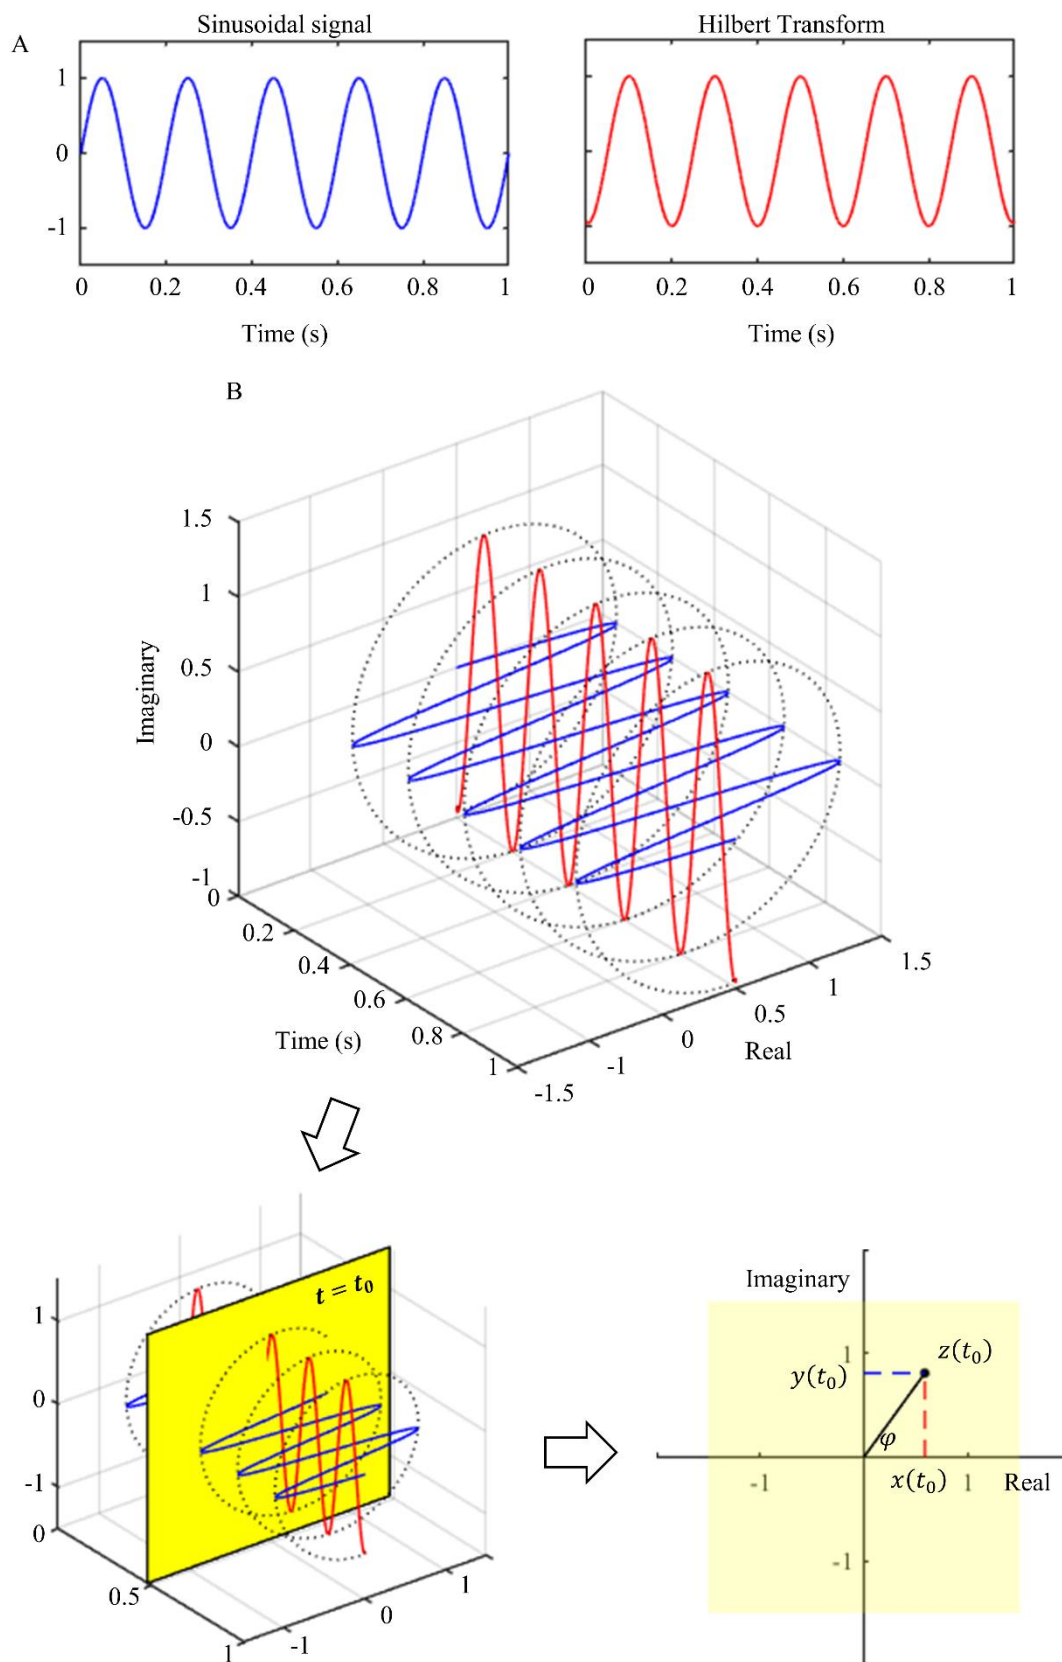 A
Sinusoidal signal
Hilbert Transform
1
0
-1
0 0.2 0.4 0.6 0.8 1
0 0.2 0.4 0.6 0.8 1
Time (s)
Time (s)
B
1.5
1
0.5
0
-0.5
-1
Imaginary
0
0.2
0.4
0.6
0.8
1
Time (s)
-1.5
-1
0
0.5
1
1.5
Real
t = t0
1
0
-1
0
0.5
1
-1
0
1
Imaginary
1
z(t0)
y(t0)
φ
-1
x(t0)
1
Real
-1